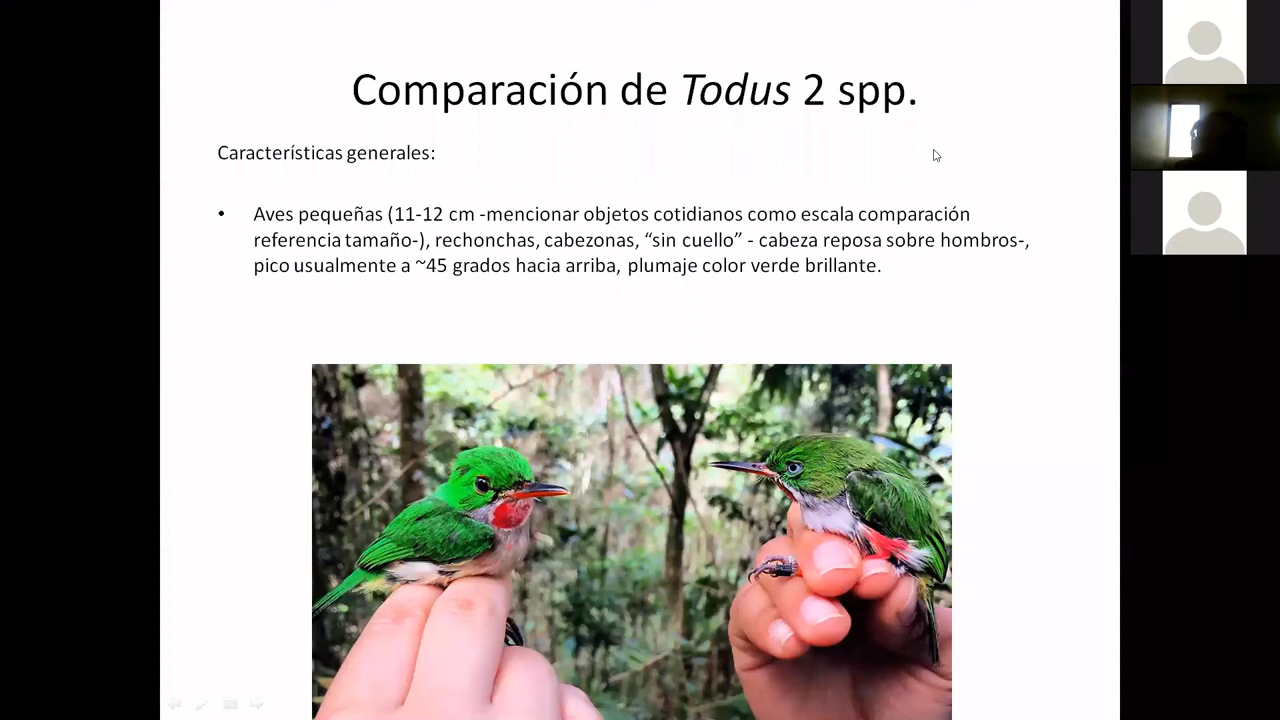 Comparación de Todus 2 spp.
Características generales:
• Aves pequeñas (11-12 cm -mencionar objetos cotidianos como escala comparación
referencia tamaño-), rechonchas, cabezonas, “sin cuello” - cabeza reposa sobre hombros-,
pico usualmente a ~45 grados hacia arriba, plumaje color verde brillante.